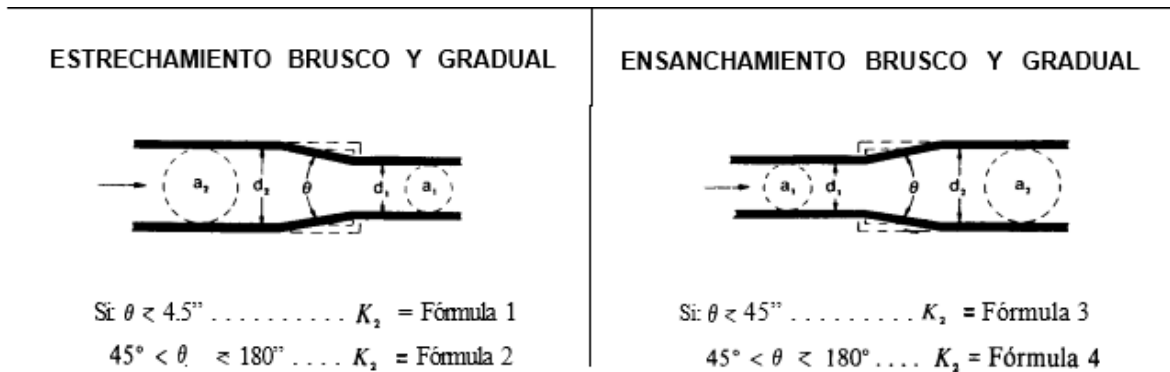 ESTRECHAMIENTO BRUSCO Y GRADUAL
a₂ d₂ θ d₁ a₁
Si: θ ≤ 4.5” . . . . . . . . . . K₂ = Fórmula 1
45° < θ ≤ 180” . . . . K₂ = Fórmula 2
ENSANCHAMIENTO BRUSCO Y GRADUAL
a₁ d₁ θ d₂ a₂
Si: θ ≤ 45” . . . . . . . . . K₂ = Fórmula 3
45° < θ ≤ 180° . . . . K₂ = Fórmula 4